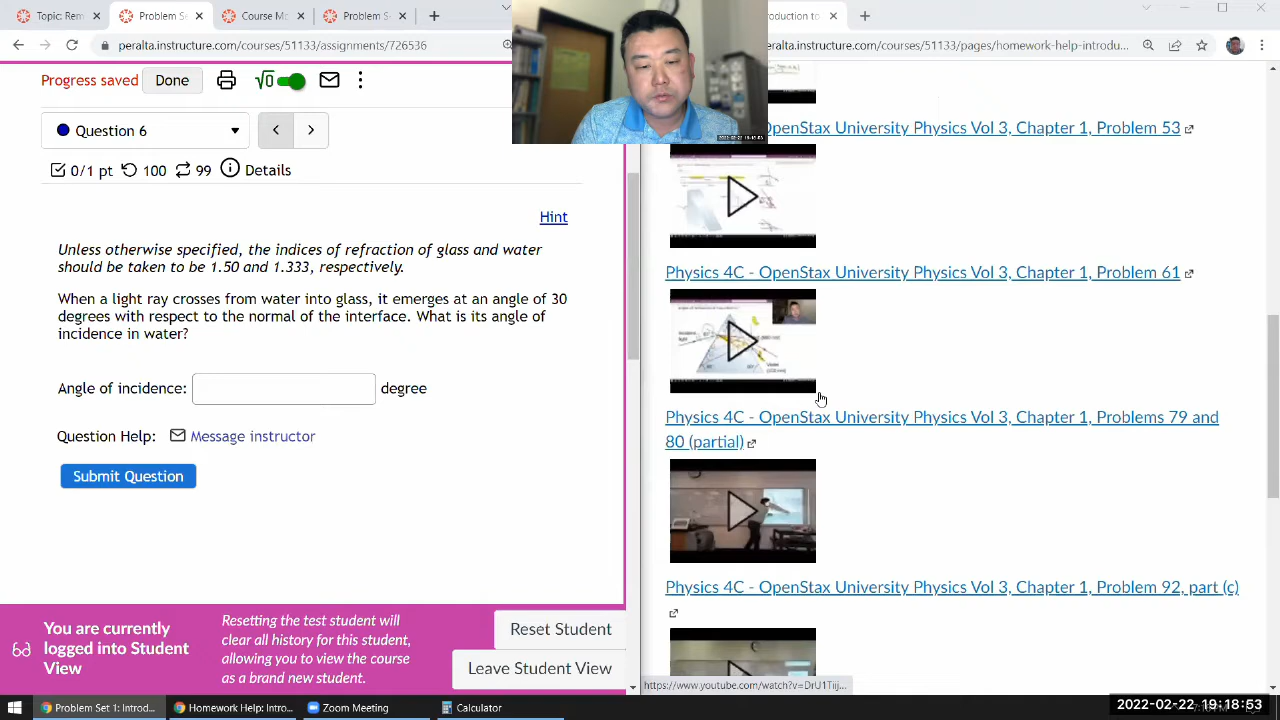 peralta.instructure.com/courses/51133/assignments/726536
peralta.instructure.com/courses/51133/pages/homework-help-introd...
Progress saved
Done
Question 6
0/1 pt
100
99
Details
Hint
Unless otherwise specified, the indices of refraction of glass and water
should be taken to be 1.50 and 1.333, respectively.
When a light ray crosses from water into glass, it emerges at an angle of 30
degrees with respect to the normal of the interface. What is its angle of
incidence in water?
Angle of incidence:
degree
Question Help:
Message instructor
Submit Question
You are currently
logged into Student
View
Resetting the test student will
clear all history for this student,
allowing you to view the course
as a brand new student.
Reset Student
Leave Student View
OpenStax University Physics Vol 3, Chapter 1, Problem 53
Physics 4C - OpenStax University Physics Vol 3, Chapter 1, Problem 61
Physics 4C - OpenStax University Physics Vol 3, Chapter 1, Problems 79 and
80 (partial)
Physics 4C - OpenStax University Physics Vol 3, Chapter 1, Problem 92, part (c)
https://www.youtube.com/watch?v=DrU1Tiij...
Problem Set 1: Introd...
Homework Help: Intro...
Zoom Meeting
Calculator
2022-02-22 19:18:53